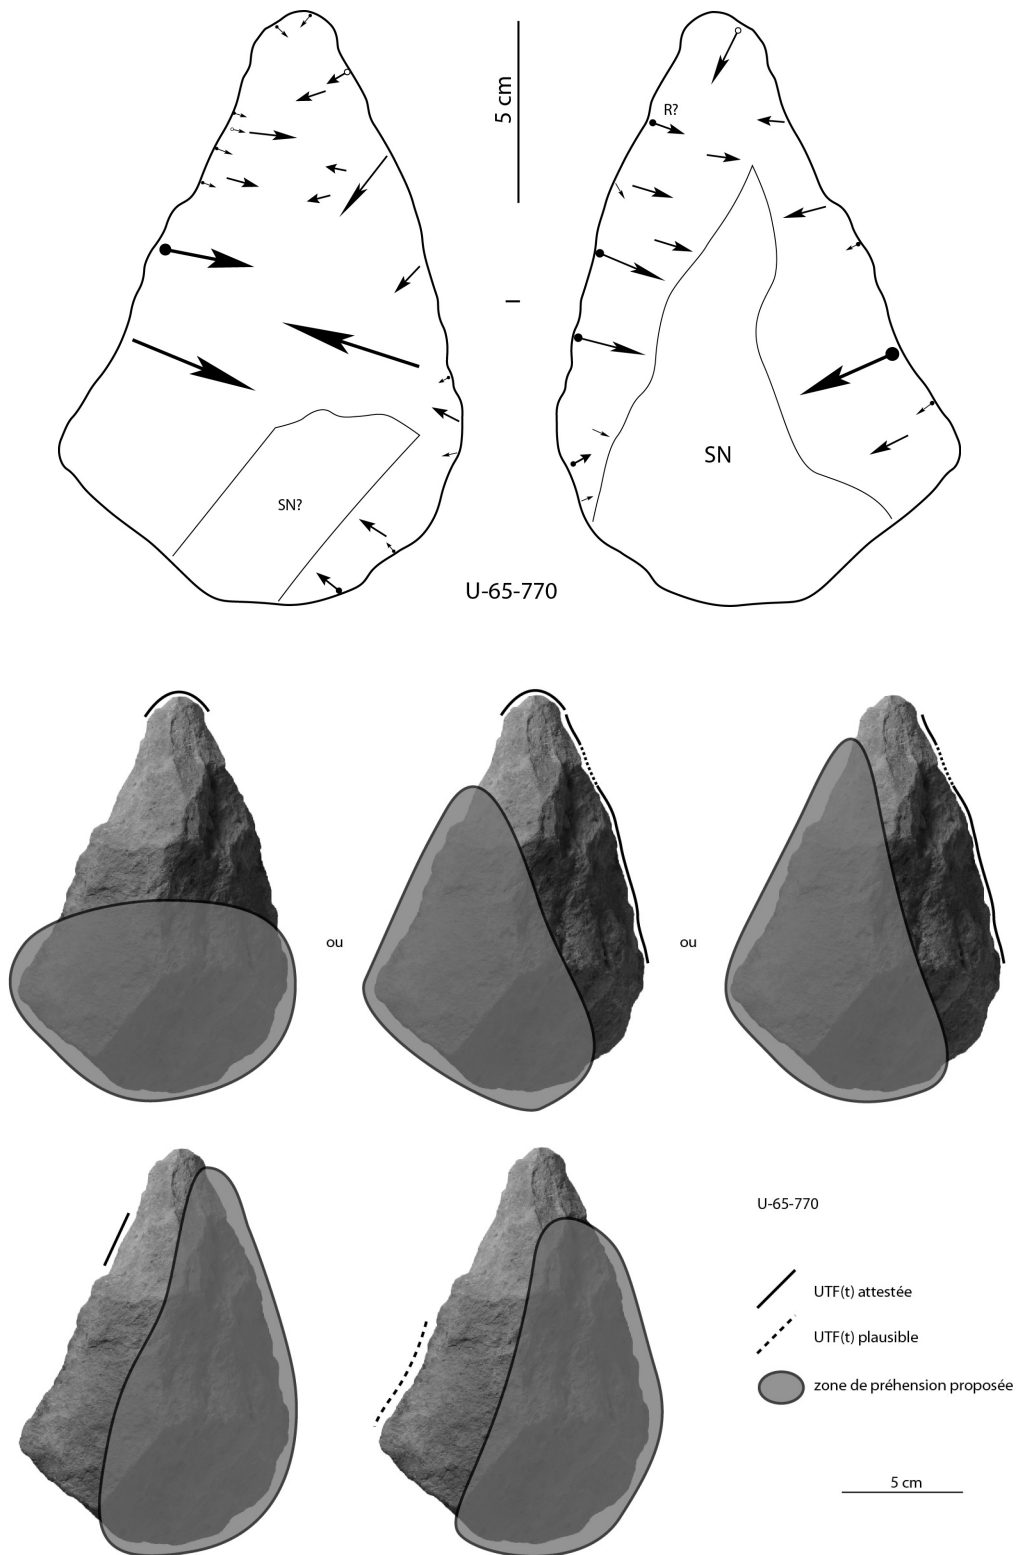 5 cm
R?
SN
SN?
U-65-770
ou
ou
U-65-770
UTF(t) attestée
UTF(t) plausible
zone de préhension proposée
5 cm